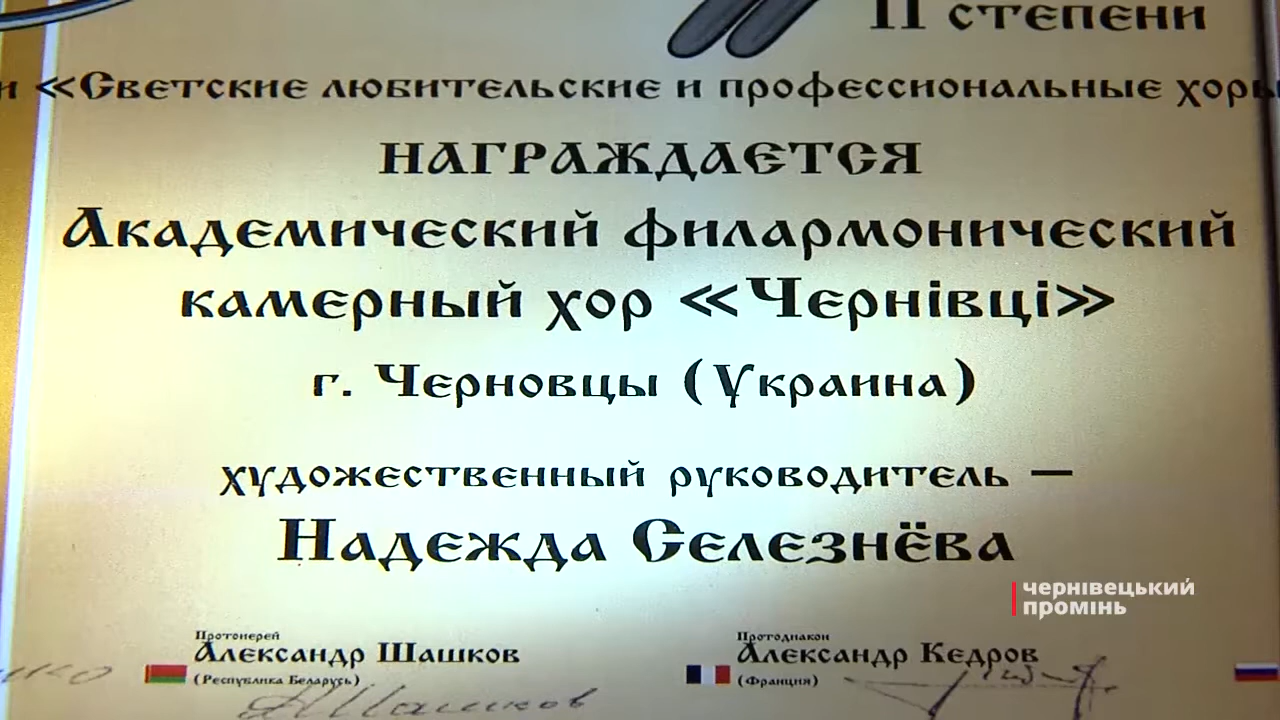 II степени
«Светские любительские и профессиональные хоры
награждается
Академический филармонический
камерный хор «Чернівці»
г. Черновцы (Украина)
художественный руководитель —
Надежда Селезнёва
Протоиерей
Александр Шашков
(Республика Беларусь)
Шашков
Протодиакон
Александр Кедров
(Франция)
чернівецький
промінь